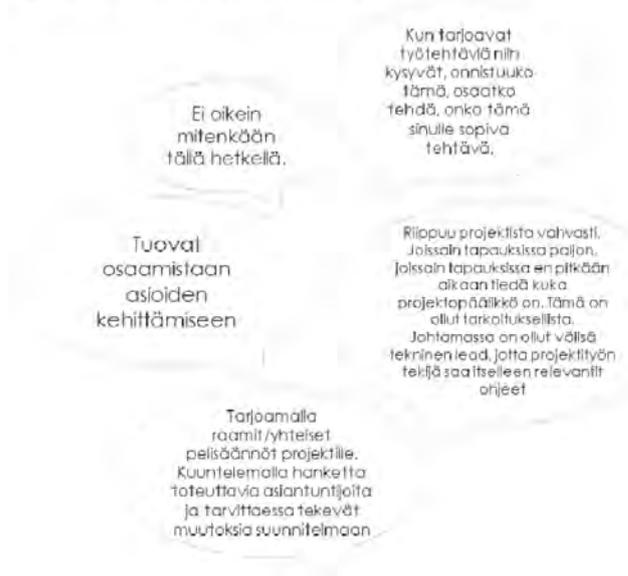 Kun tarjoavat
työtehtäviä niin
kysyvät, onnistuuko
tämä, osaatko
tehdä, onko tämä
sinulle sopiva
tehtävä.
Ei oikein
mitenkään
tällä hetkellä.
Tuovat
osaamistaan
asioiden
kehittämiseen
Riippuu projektista vahvasti.
Joissain tapauksissa paljon,
joissain tapauksissa en pitkään
aikaan tiedä kuka
projektipäälikkö on. Tämä on
ollut tarkoituksellista.
Johtamassa on ollut välissä
tekninen lead, jotta projektityön
tekijä saa itselleen relevantit
ohjeet
Tarjoamalla
raamit/yhteiset
pelisäännöt projektille.
Kuuntelemalla hanketta
toteuttavia asiantuntijoita
ja tarvittaessa tekevät
muutoksia suunnitelmaan